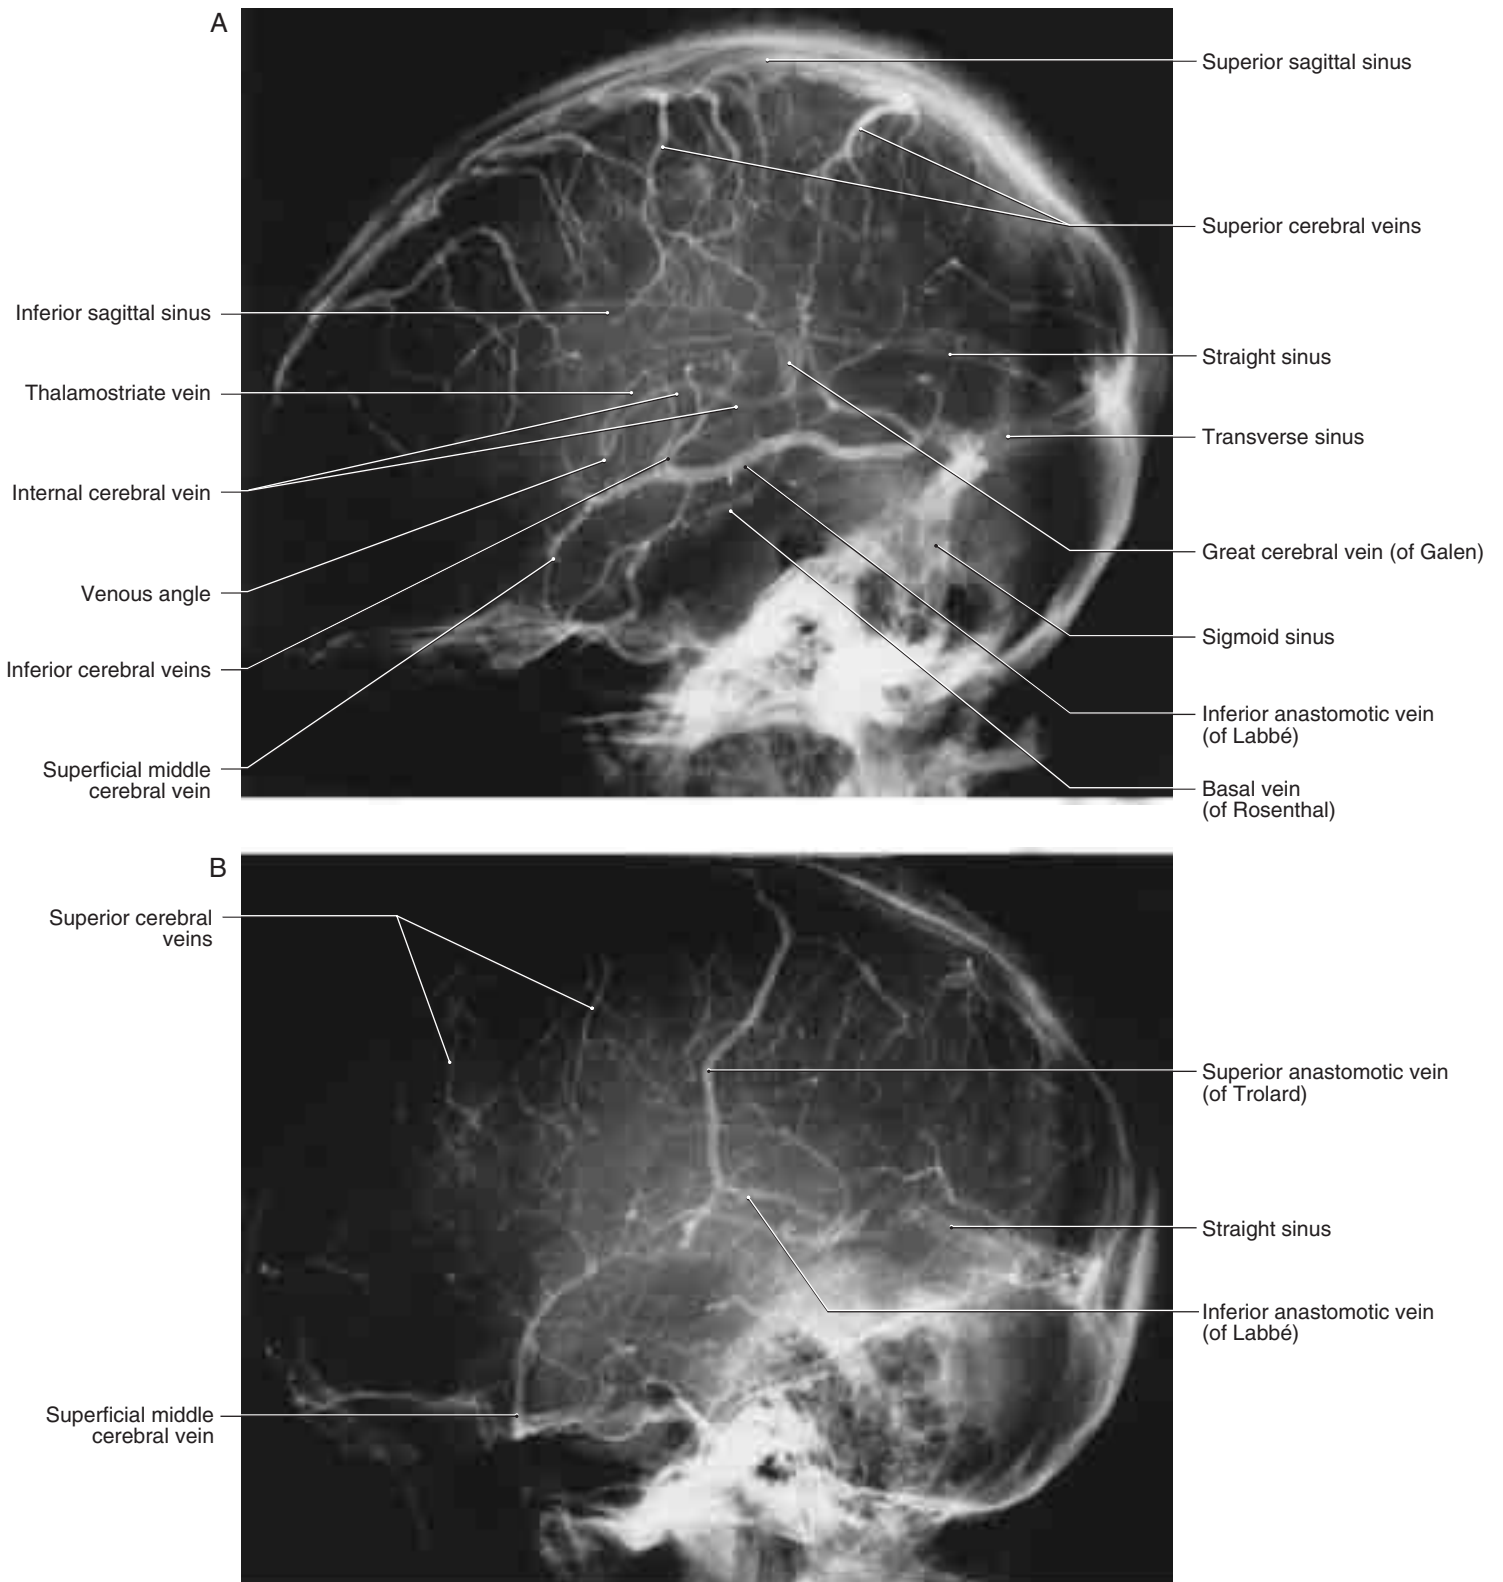 A
Superior sagittal sinus
Superior cerebral veins
Inferior sagittal sinus
Straight sinus
Thalamostriate vein
Transverse sinus
Internal cerebral vein
Great cerebral vein (of Galen)
Venous angle
Sigmoid sinus
Inferior cerebral veins
Inferior anastomotic vein
(of Labbé)
Superficial middle
cerebral vein
Basal vein
(of Rosenthal)
B
Superior cerebral
veins
Superior anastomotic vein
(of Trolard)
Straight sinus
Inferior anastomotic vein
(of Labbé)
Superficial middle
cerebral vein